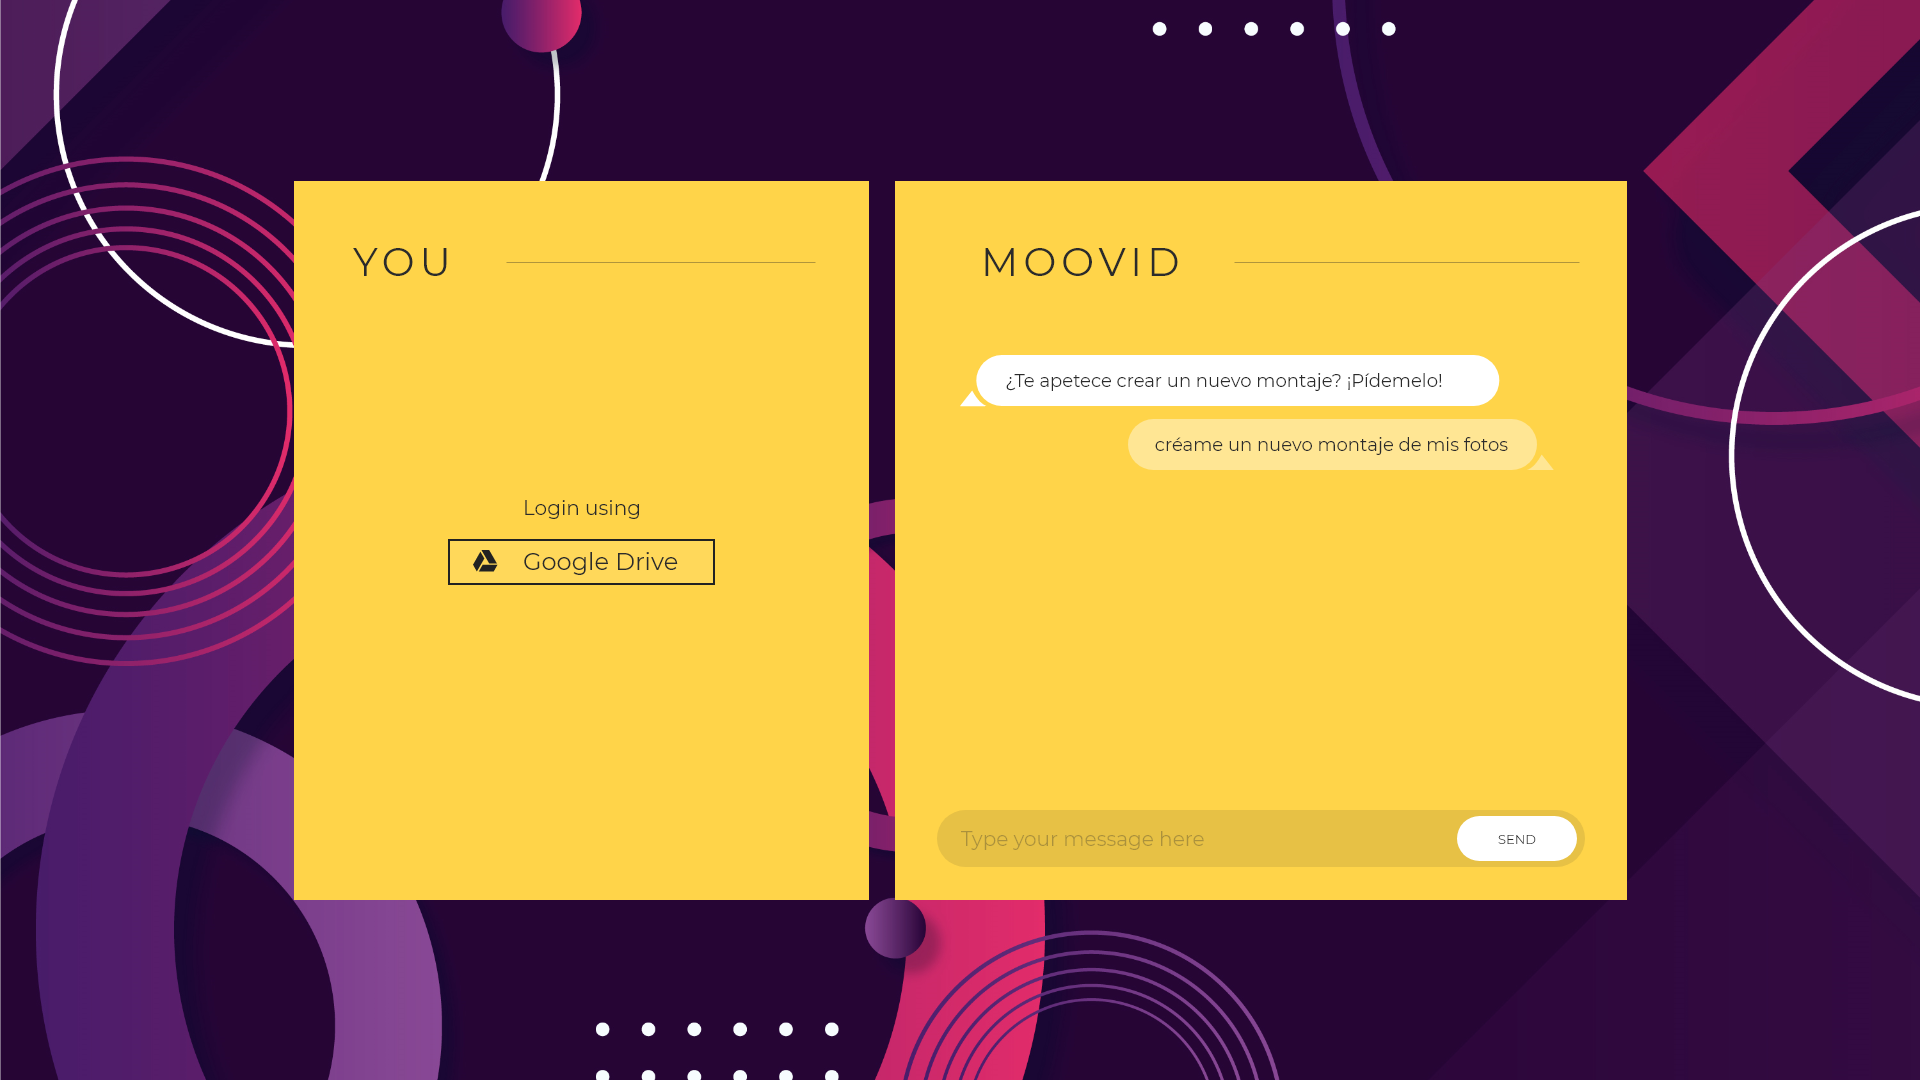 YOU
Login using
Google Drive
MOOVID
¿Te apetece crear un nuevo montaje? ¡Pídemelo!
créame un nuevo montaje de mis fotos
Type your message here
SEND